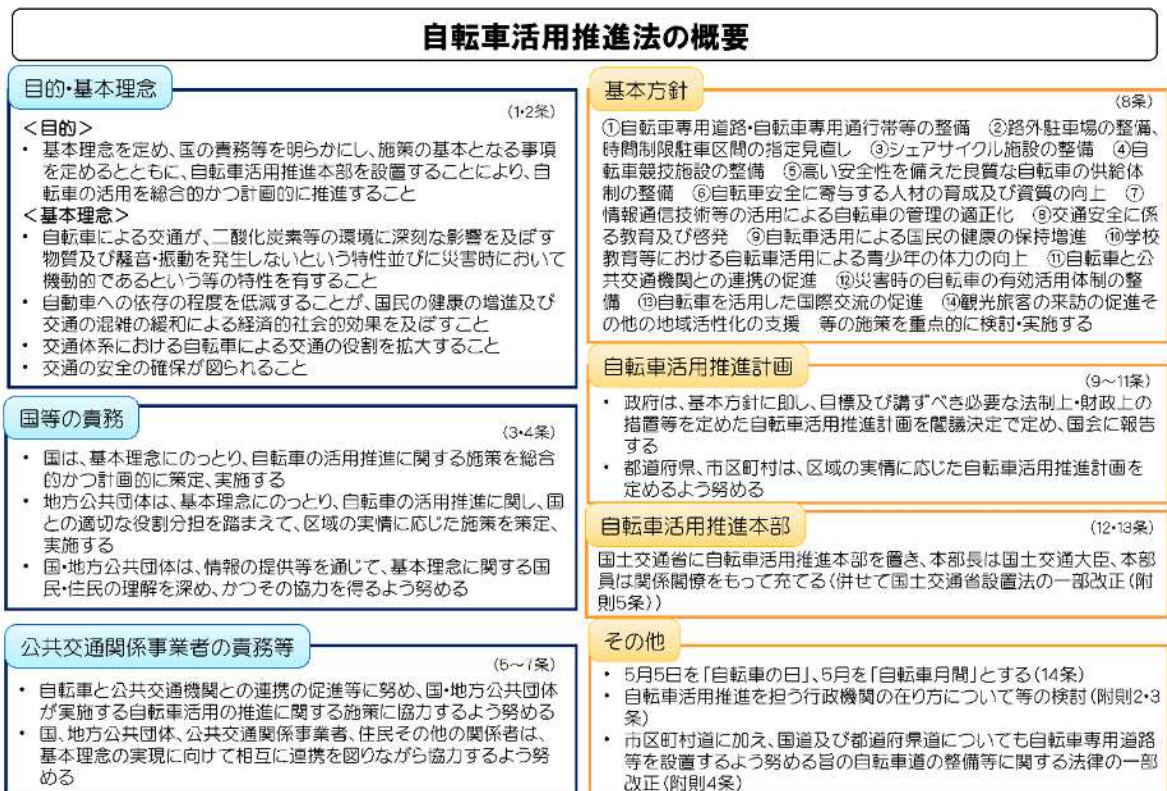 自転車活用推進法の概要
目的・基本理念
(1・2条)
＜目的＞
・ 基本理念を定め、国の責務等を明らかにし、施策の基本となる事項
を定めるとともに、自転車活用推進本部を設置することにより、自
転車の活用を総合的かつ計画的に推進すること
＜基本理念＞
・ 自転車による交通が、二酸化炭素等の環境に深刻な影響を及ぼす
物質及び騒音・振動を発生しないという特性並びに災害時において
機動的であるという等の特性を有すること
・ 自動車への依存の程度を低減することが、国民の健康の増進及び
交通の混雑の緩和による経済的社会的効果を及ぼすこと
・ 交通体系における自転車による交通の役割を拡大すること
・ 交通の安全の確保が図られること
国等の責務
(3・4条)
・ 国は、基本理念にのっとり、自転車の活用推進に関する施策を総合
的かつ計画的に策定、実施する
・ 地方公共団体は、基本理念にのっとり、自転車の活用推進に関し、国
との適切な役割分担を踏まえて、区域の実情に応じた施策を策定、
実施する
・ 国・地方公共団体は、情報の提供等を通じて、基本理念に関する国
民・住民の理解を深め、かつその協力を得るよう努める
公共交通関係事業者の責務等
(5～7条)
・ 自転車と公共交通機関との連携の促進等に努め、国・地方公共団体
が実施する自転車活用の推進に関する施策に協力するよう努める
・ 国、地方公共団体、公共交通関係事業者、住民その他の関係者は、
基本理念の実現に向けて相互に連携を図りながら協力するよう努
める
基本方針
(8条)
①自転車専用道路・自転車専用通行帯等の整備 ②路外駐車場の整備、
時間制限駐車区間の指定見直し ③シェアサイクル施設の整備 ④自
転車競技施設の整備 ⑤高い安全性を備えた良質な自転車の供給体
制の整備 ⑥自転車安全に寄与する人材の育成及び資質の向上 ⑦
情報通信技術等の活用による自転車の管理の適正化 ⑧交通安全に係
る教育及び啓発 ⑨自転車活用による国民の健康の保持増進 ⑩学校
教育等における自転車活用による青少年の体力の向上 ⑪自転車と公
共交通機関との連携の促進 ⑫災害時の自転車の有効活用体制の整
備 ⑬自転車を活用した国際交流の促進 ⑭観光旅客の来訪の促進そ
の他の地域活性化の支援 等の施策を重点的に検討・実施する
自転車活用推進計画
(9～11条)
・ 政府は、基本方針に即し、目標及び講ずべき必要な法制上・財政上の
措置等を定めた自転車活用推進計画を閣議決定で定め、国会に報告
する
・ 都道府県、市区町村は、区域の実情に応じた自転車活用推進計画を
定めるよう努める
自転車活用推進本部
(12・13条)
国土交通省に自転車活用推進本部を置き、本部長は国土交通大臣、本部
員は関係閣僚をもって充てる(併せて国土交通省設置法の一部改正(附
則5条))
その他
・ 5月5日を「自転車の日」、5月を「自転車月間」とする(14条)
・ 自転車活用推進を担う行政機関の在り方について等の検討(附則2・3
条)
・ 市区町村道に加え、国道及び都道府県道についても自転車専用道路
等を設置するよう努める旨の自転車道の整備等に関する法律の一部
改正(附則4条)